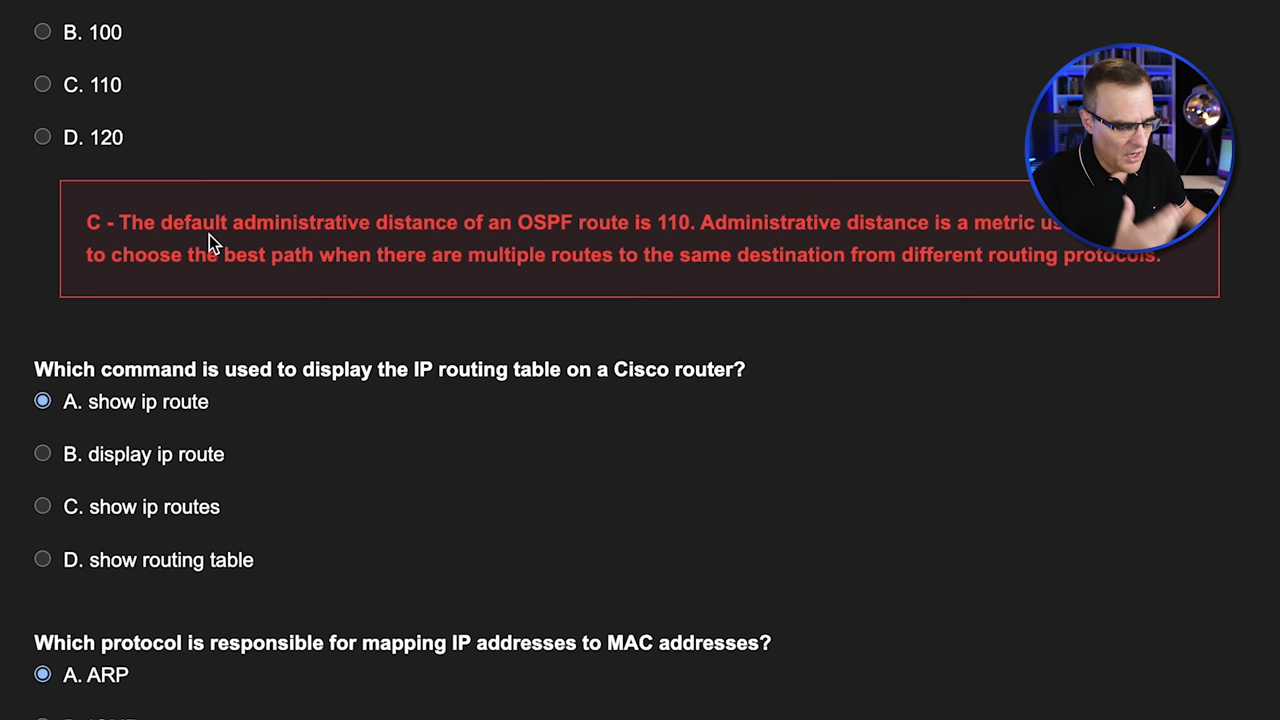 B. 100
C. 110
D. 120
C - The default administrative distance of an OSPF route is 110. Administrative distance is a metric
to choose the best path when there are multiple routes to the same destination from different routing protocols.
Which command is used to display the IP routing table on a Cisco router?
A. show ip route
B. display ip route
C. show ip routes
D. show routing table
Which protocol is responsible for mapping IP addresses to MAC addresses?
A. ARP